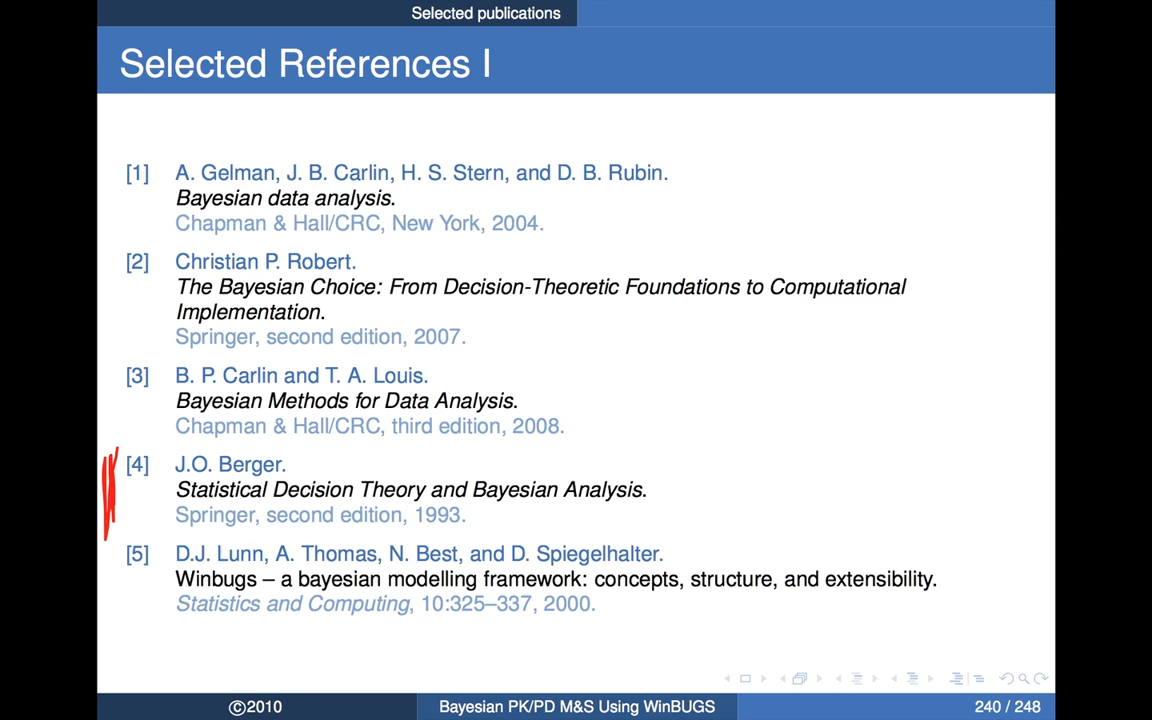 Selected publications
Selected References I
[1] A. Gelman, J. B. Carlin, H. S. Stern, and D. B. Rubin.
Bayesian data analysis.
Chapman & Hall/CRC, New York, 2004.
[2] Christian P. Robert.
The Bayesian Choice: From Decision-Theoretic Foundations to Computational
Implementation.
Springer, second edition, 2007.
[3] B. P. Carlin and T. A. Louis.
Bayesian Methods for Data Analysis.
Chapman & Hall/CRC, third edition, 2008.
[4] J.O. Berger.
Statistical Decision Theory and Bayesian Analysis.
Springer, second edition, 1993.
[5] D.J. Lunn, A. Thomas, N. Best, and D. Spiegelhalter.
Winbugs – a bayesian modelling framework: concepts, structure, and extensibility.
Statistics and Computing, 10:325–337, 2000.
©2010 Bayesian PK/PD M&S Using WinBUGS 240 / 248